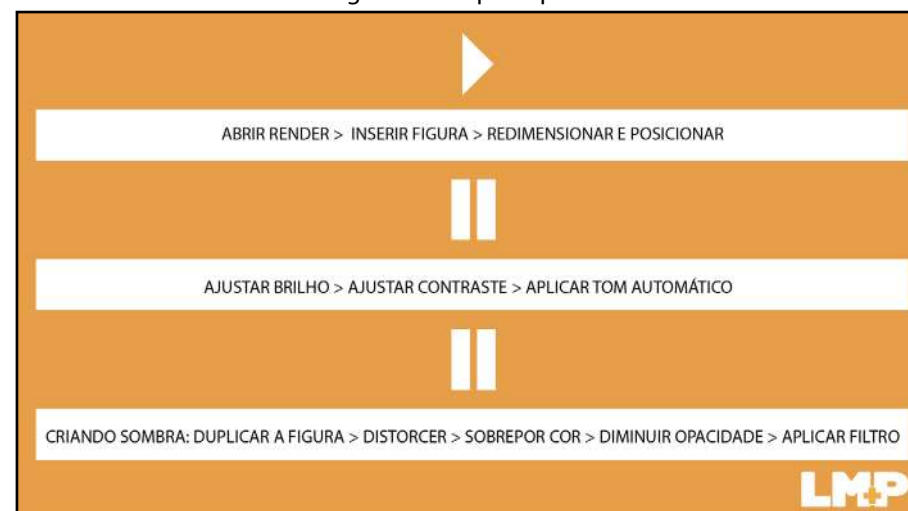 ABRIR RENDER > INSERIR FIGURA > REDIMENSIONAR E POSICIONAR
AJUSTAR BRILHO > AJUSTAR CONTRASTE > APLICAR TOM AUTOMÁTICO
CRIANDO SOMBRA: DUPLICAR A FIGURA > DISTORCER > SOBREPOR COR > DIMINUIR OPACIDADE > APLICAR FILTRO
LM+P